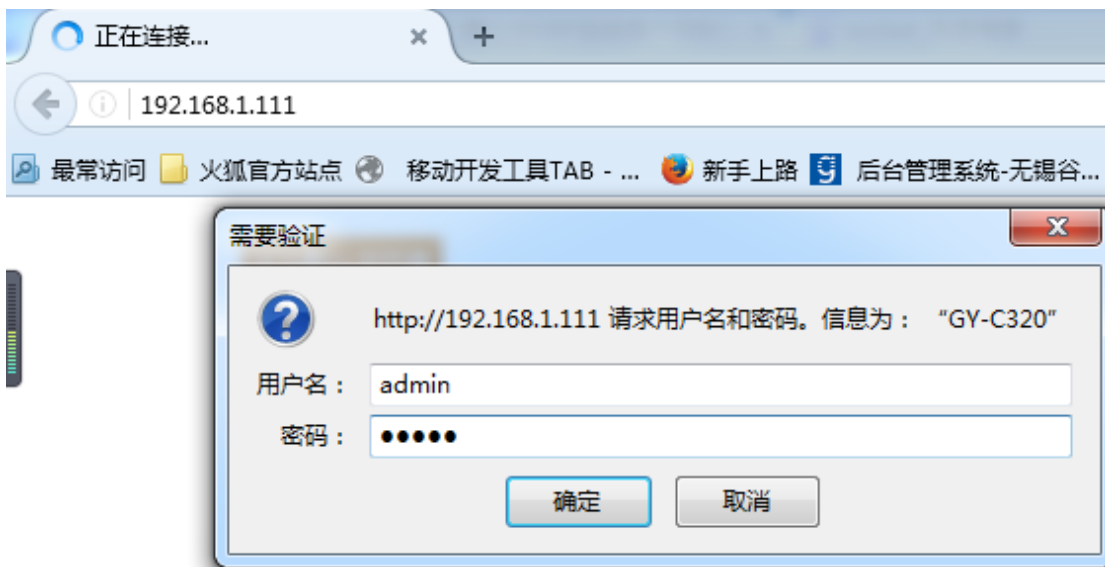 正在连接...
192.168.1.111
最常访问 火狐官方站点 移动开发工具TAB - ... 新手上路 后台管理系统-无锡谷...
需要验证
http://192.168.1.111 请求用户名和密码。信息为： “GY-C320”
用户名： admin
密码： ●●●●●
确定 取消